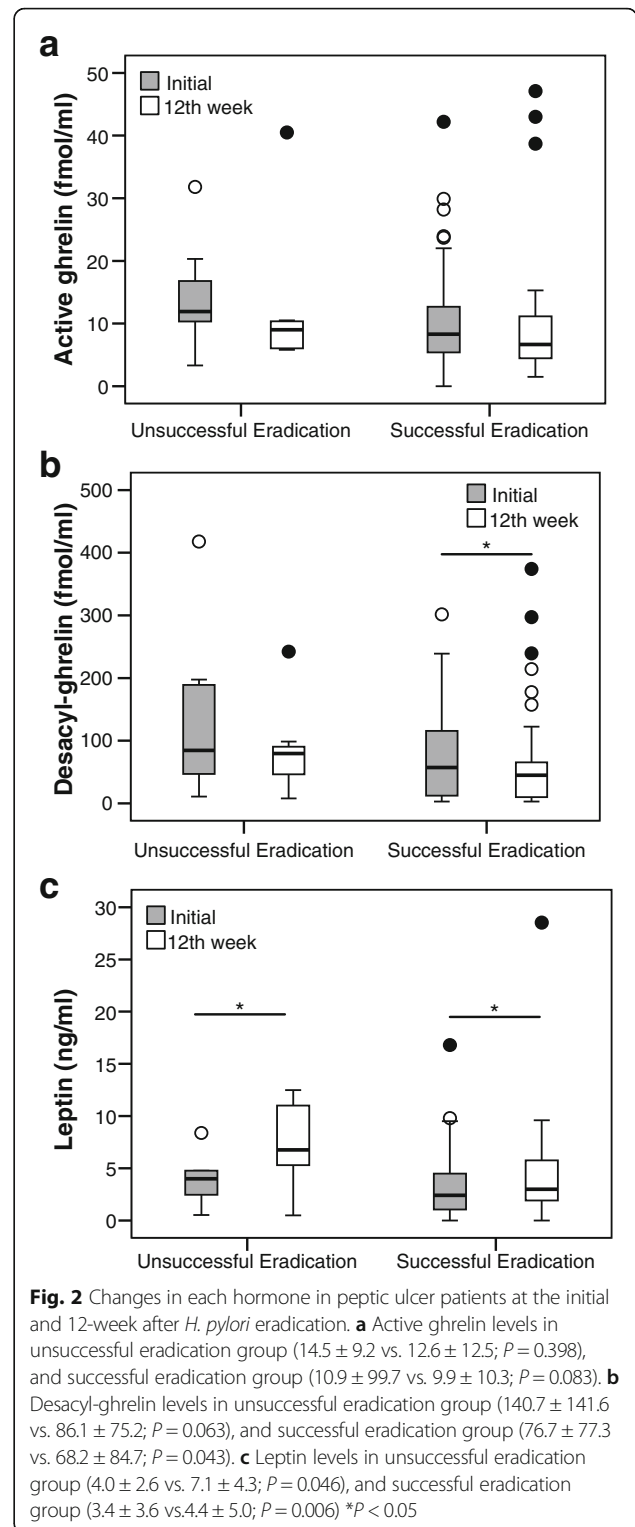 a
50
40
30
20
10
0
Active ghrelin (fmol/ml)
Initial
12th week
Unsuccessful Eradication Successful Eradication
b
500
400
300
200
100
0
Desacyl-ghrelin (fmol/ml)
Initial
12th week
*
Unsuccessful Eradication Successful Eradication
c
30
25
20
15
10
5
0
Leptin (ng/ml)
Initial
12th week
* *
Unsuccessful Eradication Successful Eradication
Fig. 2 Changes in each hormone in peptic ulcer patients at the initial
and 12-week after H. pylori eradication. a Active ghrelin levels in
unsuccessful eradication group (14.5 ± 9.2 vs. 12.6 ± 12.5; P = 0.398),
and successful eradication group (10.9 ± 99.7 vs. 9.9 ± 10.3; P = 0.083). b
Desacyl-ghrelin levels in unsuccessful eradication group (140.7 ± 141.6
vs. 86.1 ± 75.2; P = 0.063), and successful eradication group (76.7 ± 77.3
vs. 68.2 ± 84.7; P = 0.043). c Leptin levels in unsuccessful eradication
group (4.0 ± 2.6 vs. 7.1 ± 4.3; P = 0.046), and successful eradication
group (3.4 ± 3.6 vs.4.4 ± 5.0; P = 0.006) *P < 0.05